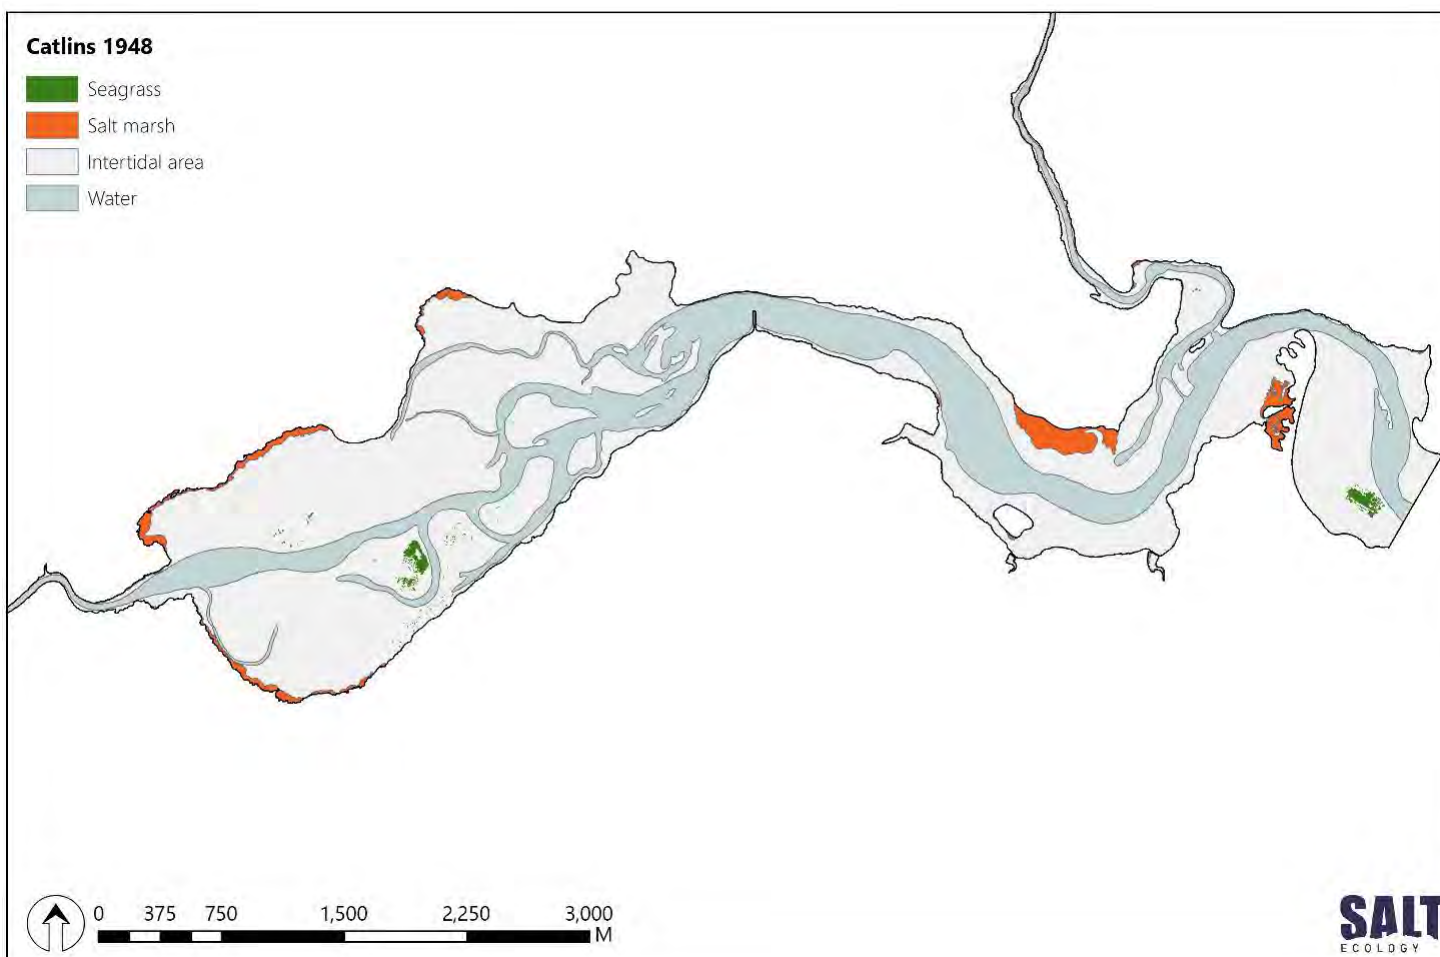 Catlins 1948
Seagrass
Salt marsh
Intertidal area
Water
0 375 750 1,500 2,250 3,000
M
SALT
ECOLOGY